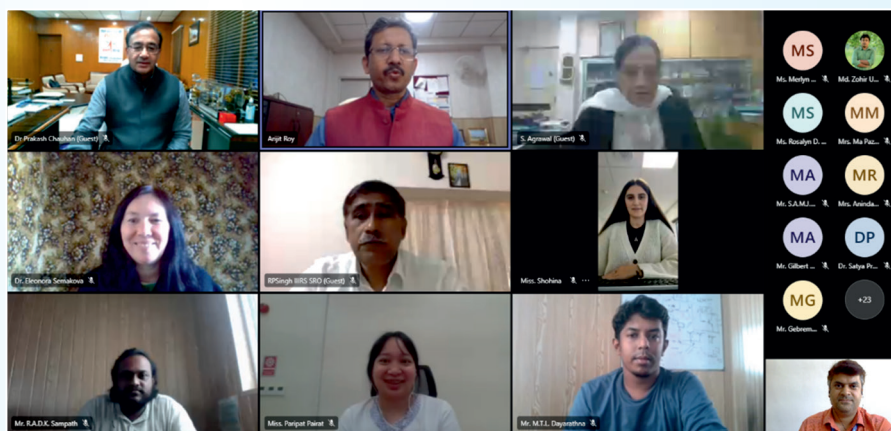 Dr Prakash Chauhan (Guest)
Arijit Roy
S. Agrawal (Guest)
MS
Ms. Merlyn ...
Md. Zohir U...
MS
Ms. Rosalyn D. ...
MM
Mrs. Ma Paz...
Dr. Eleonora Semakova
RPSingh IIRS SRO (Guest)
Miss. Shohina
...
MA
Mr. S.A.M.J....
MR
Mrs. Aninda...
MA
Mr. Gilbert ...
DP
Dr. Satya Pr...
MG
Mr. Gebrem...
+23
Mr. R.A.D.K. Sampath
Miss. Paripat Pairat
Mr. M.T.L. Dayarathna